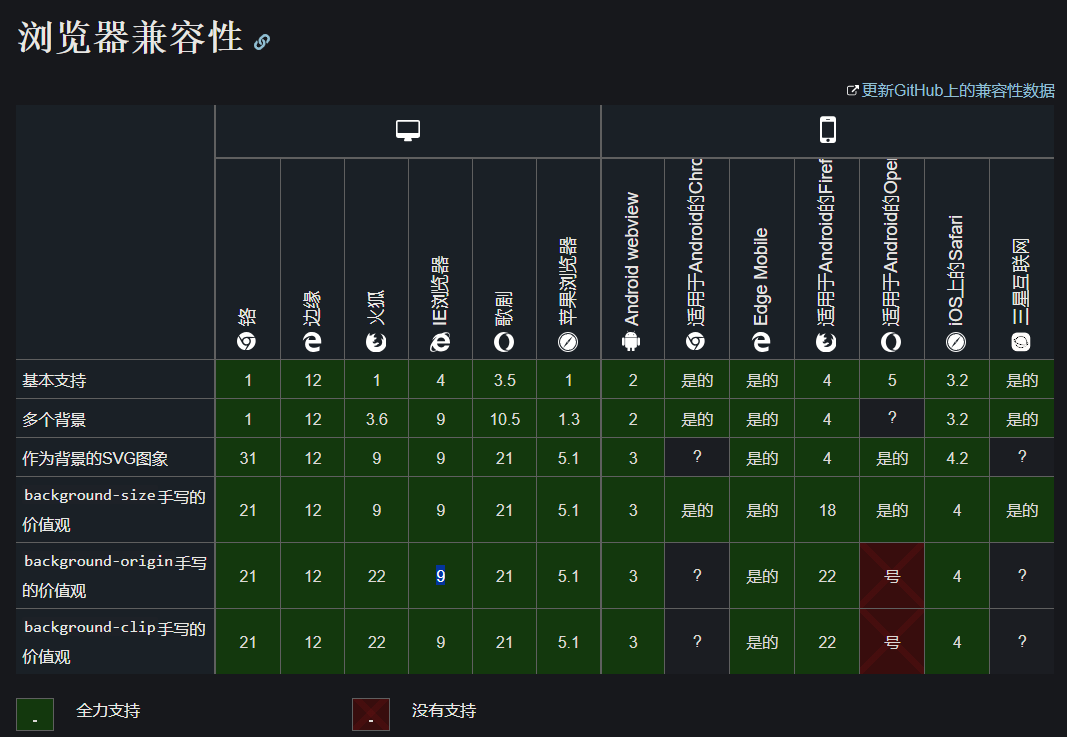 浏览器兼容性
更新GitHub上的兼容性数据
铬 边缘 火狐 IE浏览器 歌剧 苹果浏览器 Android webview 适用于Android的Chro Edge Mobile 适用于Android的Firef 适用于Android的Oper iOS上的Safari 三星互联网
基本支持 1 12 1 4 3.5 1 2 是的 是的 4 5 3.2 是的
多个背景 1 12 3.6 9 10.5 1.3 2 是的 是的 4 ? 3.2 是的
作为背景的SVG图象 31 12 9 9 21 5.1 3 ? 是的 4 是的 4.2 ?
background-size手写的
价值观 21 12 9 9 21 5.1 3 是的 是的 18 是的 4 是的
background-origin手写
的价值观 21 12 22 9 21 5.1 3 ? 是的 22 号 4 ?
background-clip手写的
价值观 21 12 22 9 21 5.1 3 ? 是的 22 号 4 ?
- 全力支持 - 没有支持